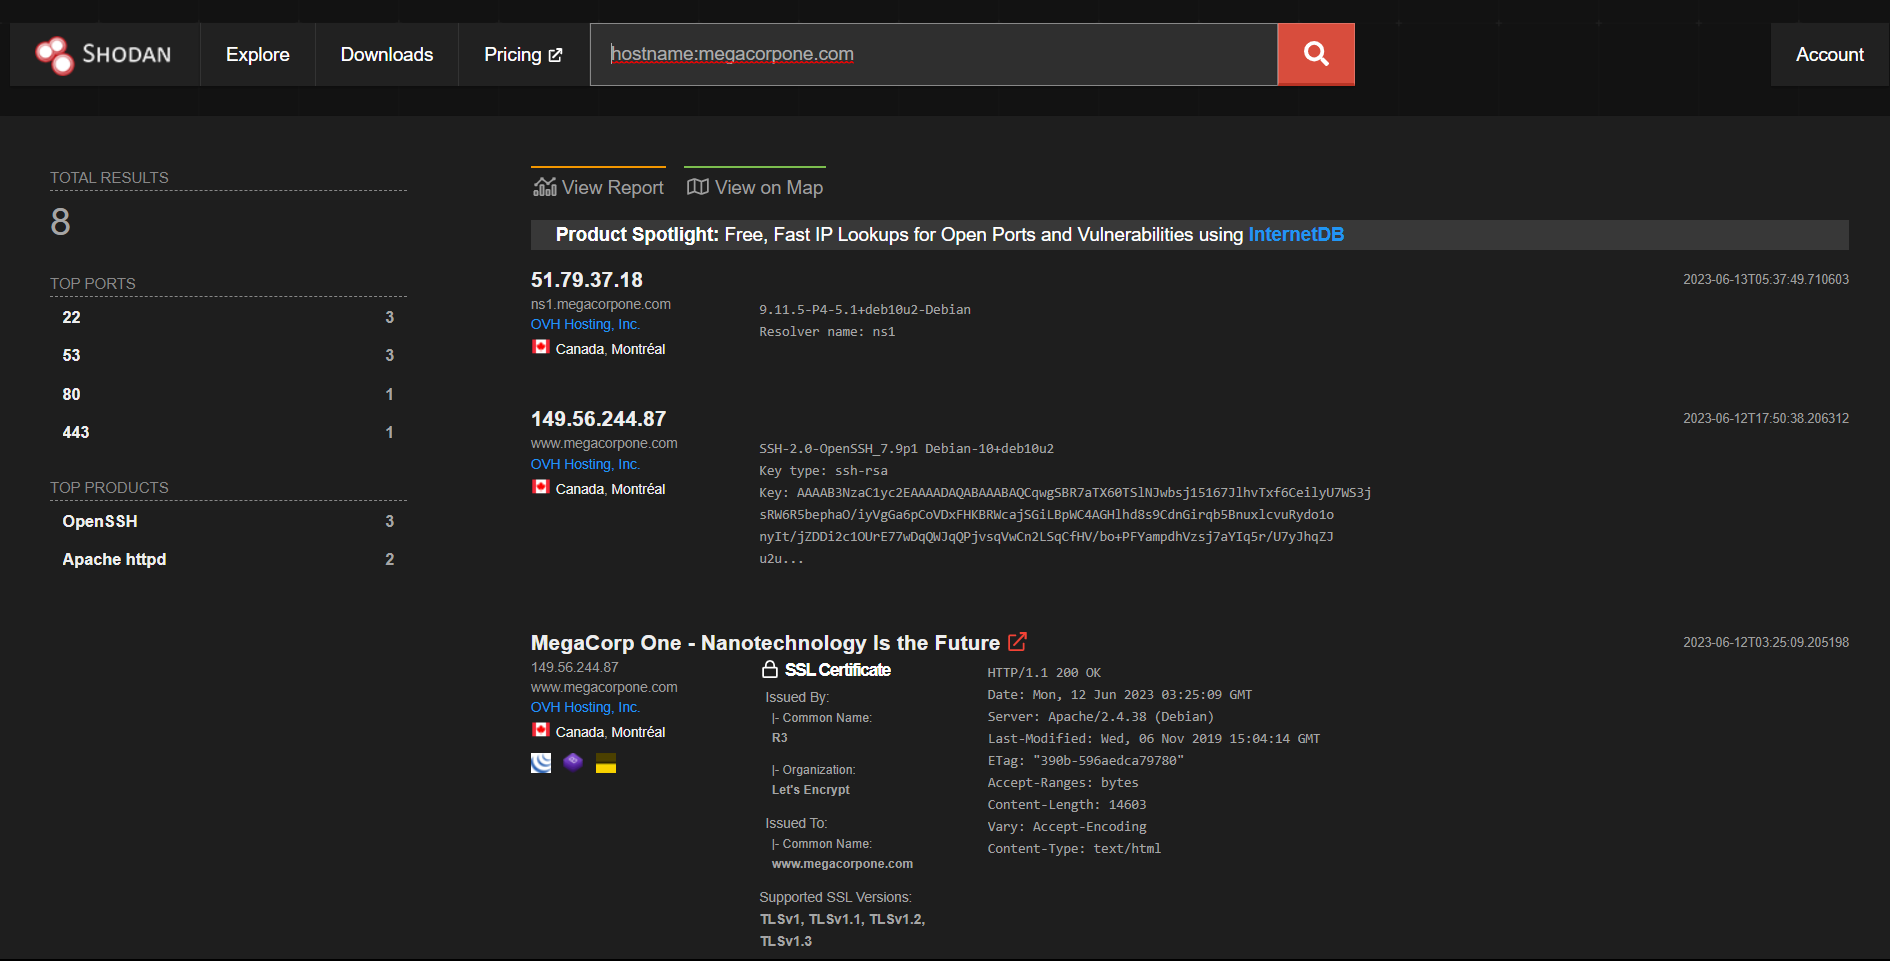 SHODAN
Explore
Downloads
Pricing
hostname:megacorpone.com
Account
TOTAL RESULTS
8
TOP PORTS
22 3
53 3
80 1
443 1
TOP PRODUCTS
OpenSSH 3
Apache httpd 2
View Report
View on Map
Product Spotlight: Free, Fast IP Lookups for Open Ports and Vulnerabilities using InternetDB
51.79.37.18
2023-06-13T05:37:49.710603
ns1.megacorpone.com
OVH Hosting, Inc.
Canada, Montréal
9.11.5-P4-5.1+deb10u2-Debian
Resolver name: ns1
149.56.244.87
2023-06-12T17:50:38.206312
www.megacorpone.com
OVH Hosting, Inc.
Canada, Montréal
SSH-2.0-OpenSSH_7.9p1 Debian-10+deb10u2
Key type: ssh-rsa
Key: AAAAB3NzaC1yc2EAAAADAQABAAABAQCqwgSBR7aTX60TSlNJwbsj15167JlhvTxf6CeilyU7WS3j
sRW6R5bephaO/iyVgGa6pCoVDxFHKBRWcajSGiLBpWC4AGHlhd8s9CdnGirqb5BnuxlcvuRydo1o
nyIt/jZDDi2c1OUrE77wDqQWJqQPjvsqVwCn2LSqCfHV/bo+PFYampdhVzsj7aYIq5r/U7yJhqZJ
u2u...
MegaCorp One - Nanotechnology Is the Future
2023-06-12T03:25:09.205198
149.56.244.87
www.megacorpone.com
OVH Hosting, Inc.
Canada, Montréal
SSL Certificate
Issued By:
|- Common Name:
R3
|- Organization:
Let's Encrypt
Issued To:
|- Common Name:
www.megacorpone.com
Supported SSL Versions:
TLSv1, TLSv1.1, TLSv1.2,
TLSv1.3
HTTP/1.1 200 OK
Date: Mon, 12 Jun 2023 03:25:09 GMT
Server: Apache/2.4.38 (Debian)
Last-Modified: Wed, 06 Nov 2019 15:04:14 GMT
ETag: "390b-596aedca79780"
Accept-Ranges: bytes
Content-Length: 14603
Vary: Accept-Encoding
Content-Type: text/html